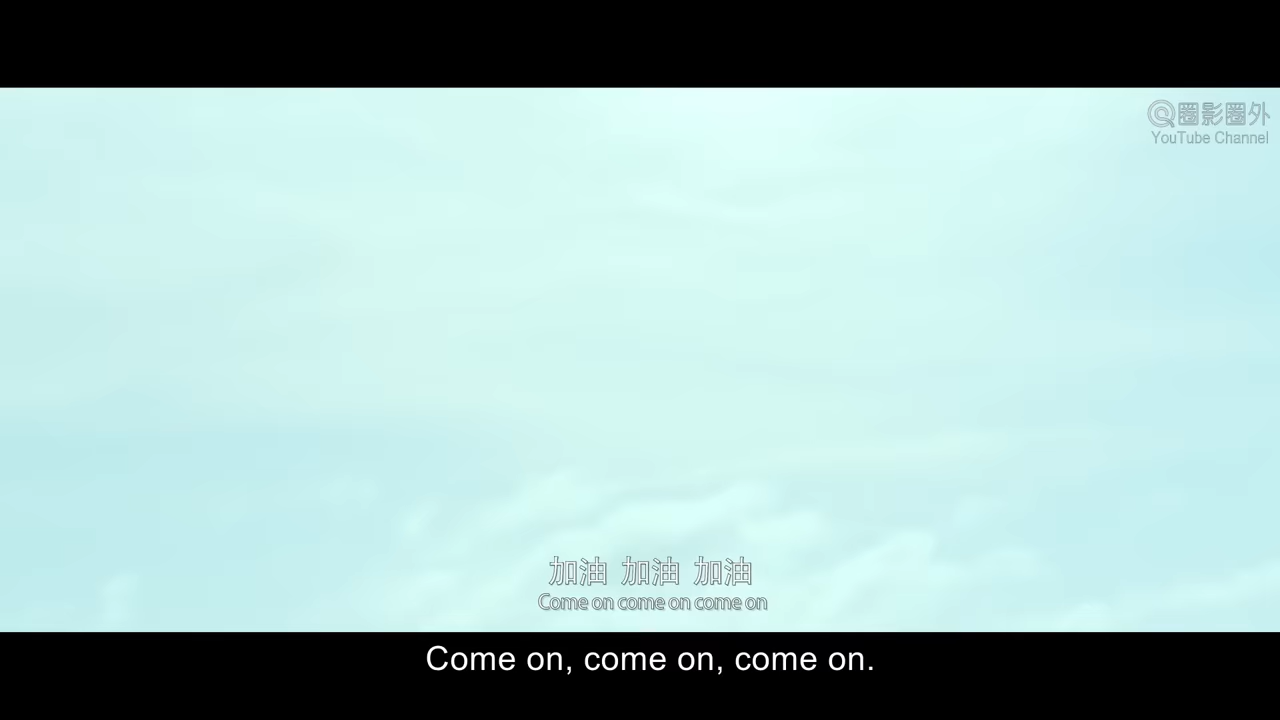 圈影圈外
YouTube Channel
加油 加油 加油
Come on come on come on
Come on, come on, come on.